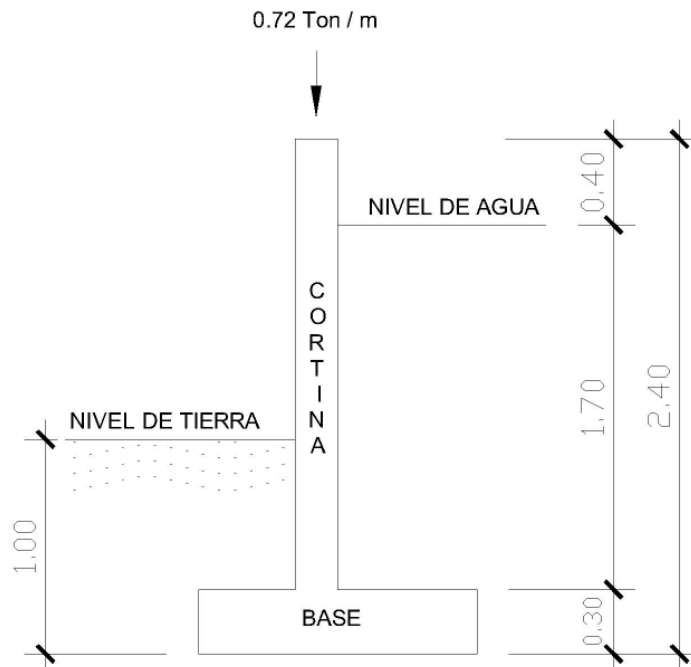 0.72 Ton / m
0.40
NIVEL DE AGUA
CORTINA
1.70
2.40
NIVEL DE TIERRA
1.00
BASE
0.30